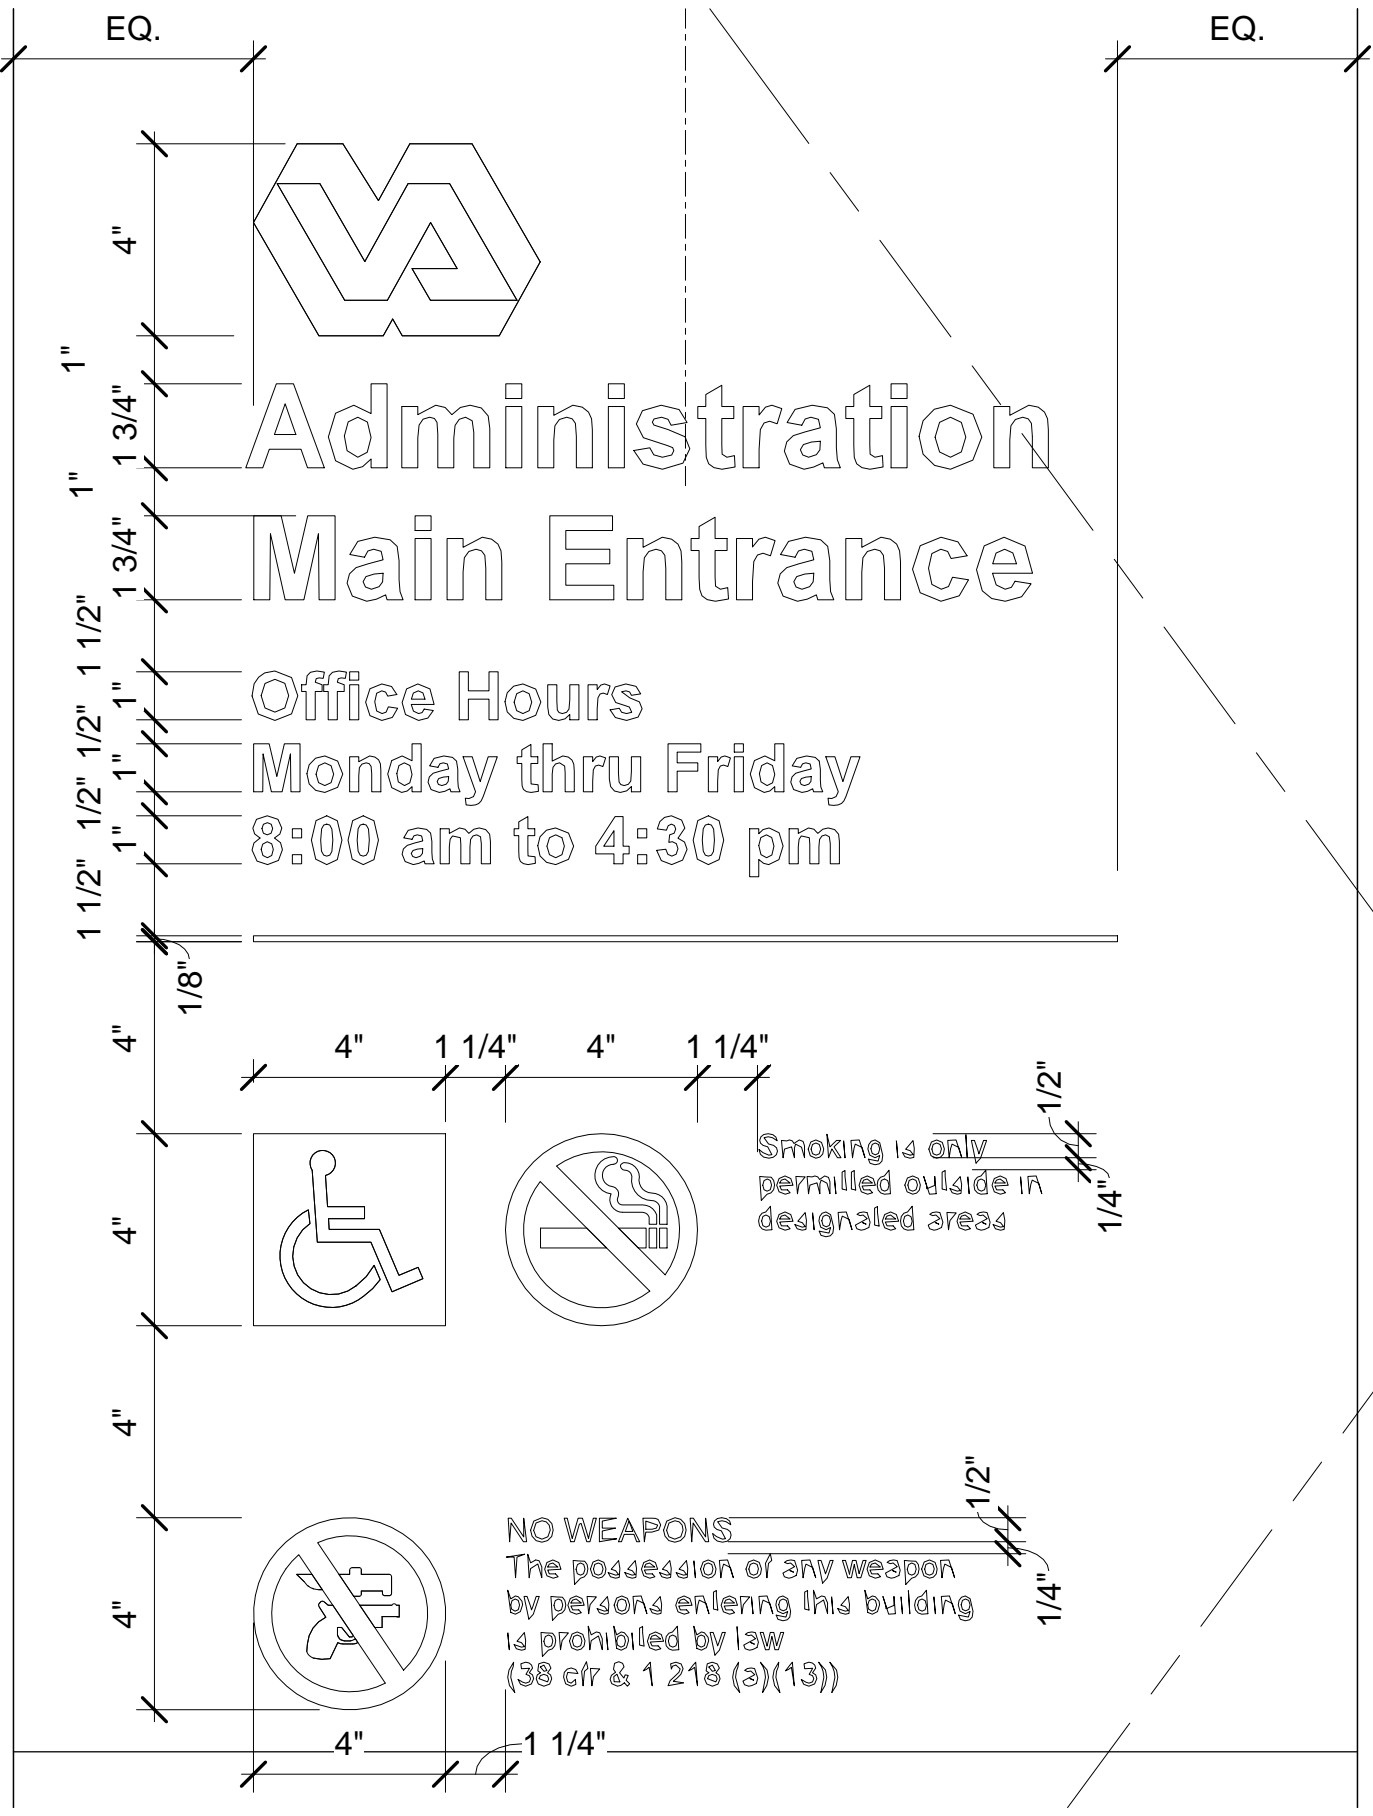 EQ. EQ.
4"
1"
Administration
1 3/4"
1"
Main Entrance
1 3/4"
1 1/2"
Office Hours
1"
1/2"
Monday thru Friday
1"
1/2"
8:00 am to 4:30 pm
1"
1 1/2"
1/8"
4"
4" 1 1/4" 4" 1 1/4"
1/2"
Smoking is only
permitted outside in
designated areas
1/4"
4"
4"
1/2"
NO WEAPONS
The possession of any weapon
by persons entering this building
is prohibited by law
(38 cfr & 1 218 (a)(13))
1/4"
4"
4" 1 1/4"